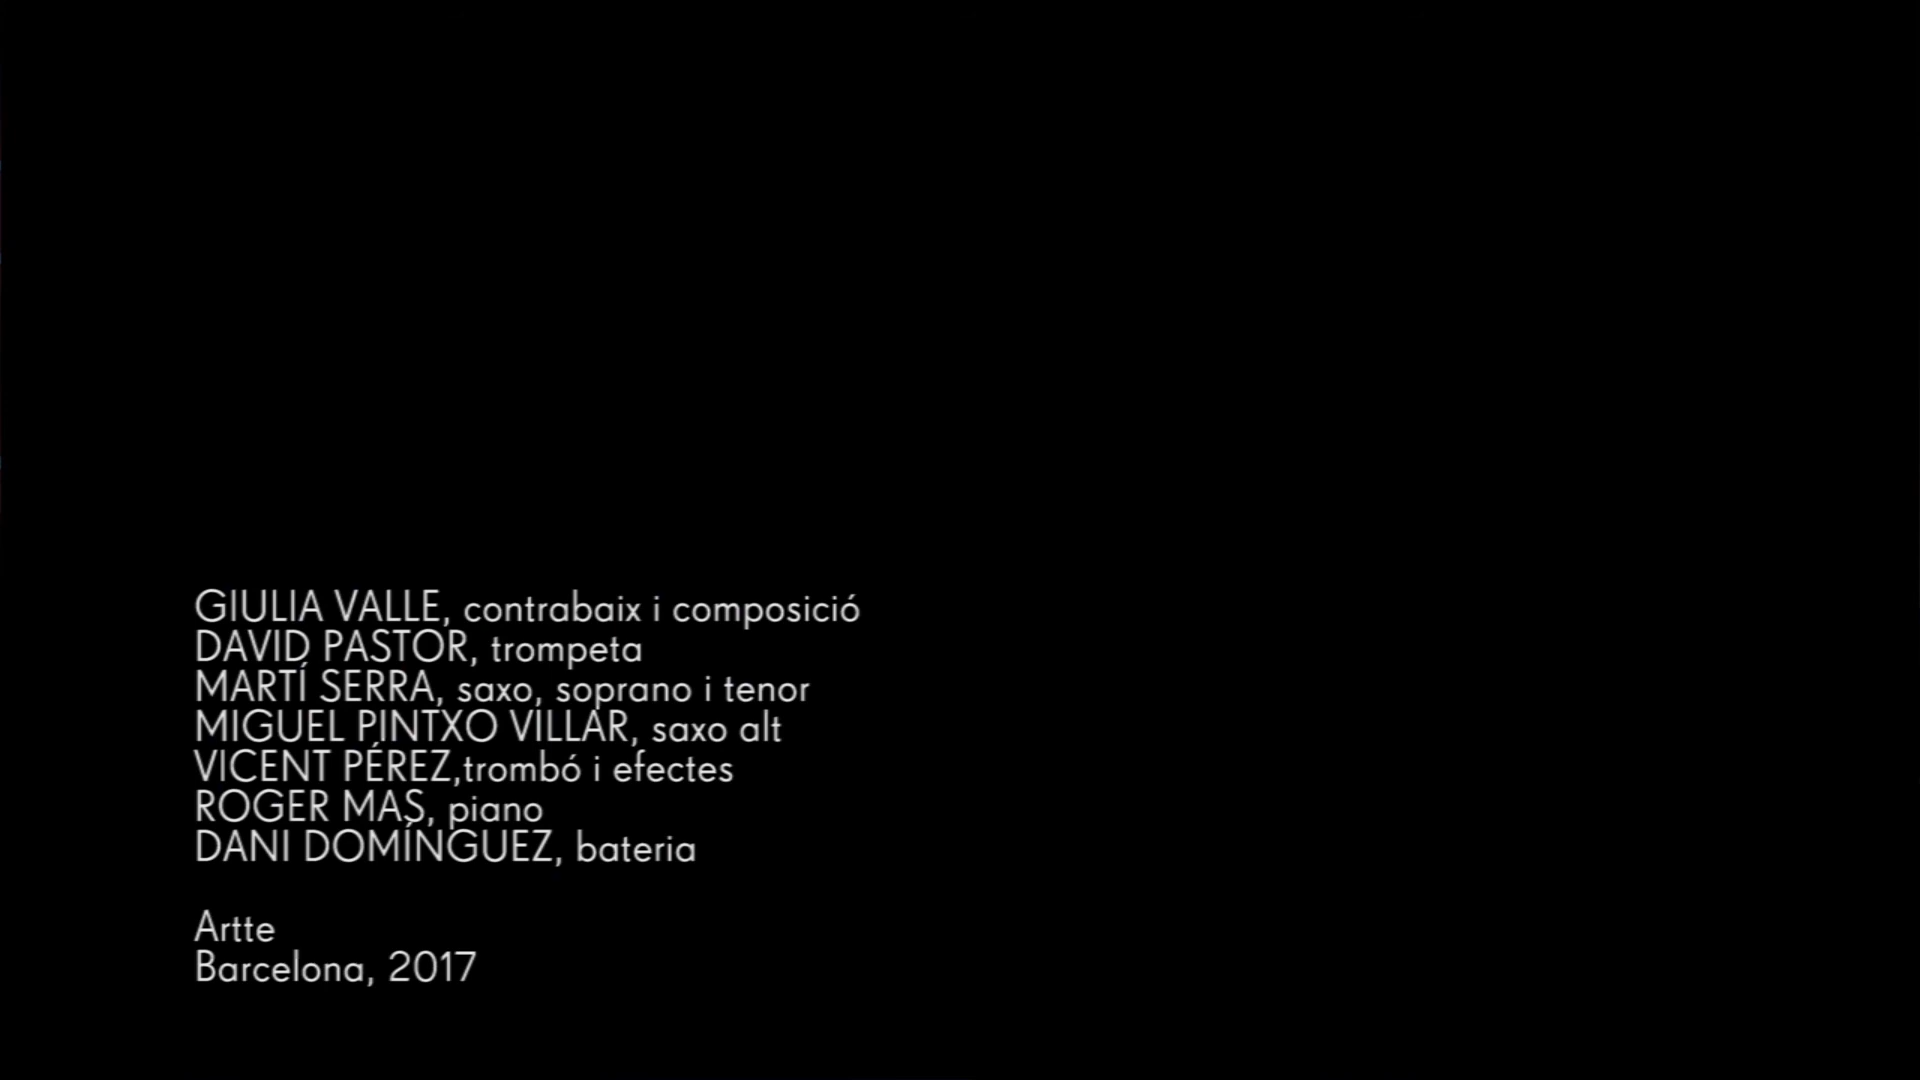 GIULIA VALLE, contrabaix i composició
DAVID PASTOR, trompeta
MARTÍ SERRA, saxo, soprano i tenor
MIGUEL PINTXO VILLAR, saxo alt
VICENT PÉREZ,trombó i efectes
ROGER MAS, piano
DANI DOMÍNGUEZ, bateria
Artte
Barcelona, 2017